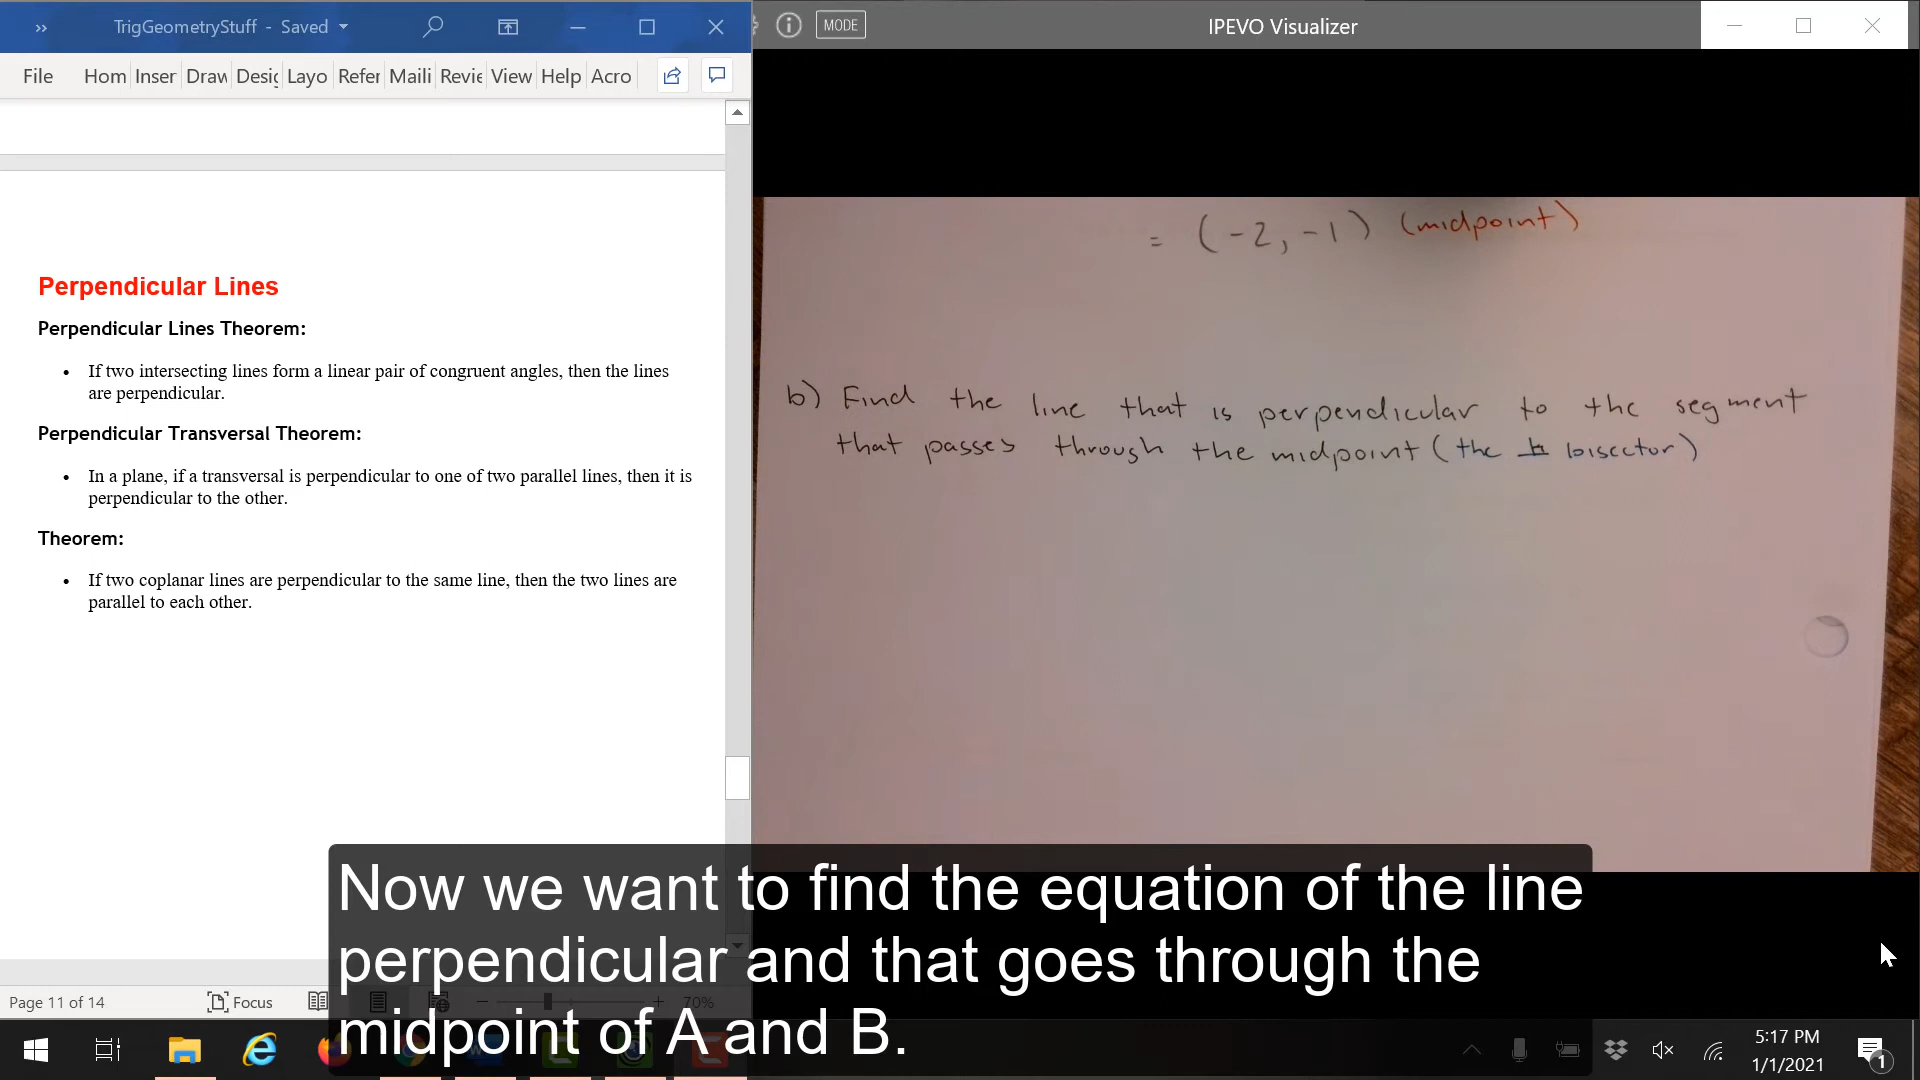 TrigGeometryStuff - Saved
MODE
IPEVO Visualizer
File Hom Inser Draw Desig Layo Refer Maili Revie View Help Acro
Perpendicular Lines
Perpendicular Lines Theorem:
• If two intersecting lines form a linear pair of congruent angles, then the lines
are perpendicular.
Perpendicular Transversal Theorem:
• In a plane, if a transversal is perpendicular to one of two parallel lines, then it is
perpendicular to the other.
Theorem:
• If two coplanar lines are perpendicular to the same line, then the two lines are
parallel to each other.
= (-2, -1) (midpoint)
b) Find the line that is perpendicular to the segment
that passes through the midpoint (the ⊥ bisector)
Now we want to find the equation of the line
perpendicular and that goes through the
midpoint of A and B.
Page 11 of 14
Focus
70%
5:17 PM
1/1/2021
1